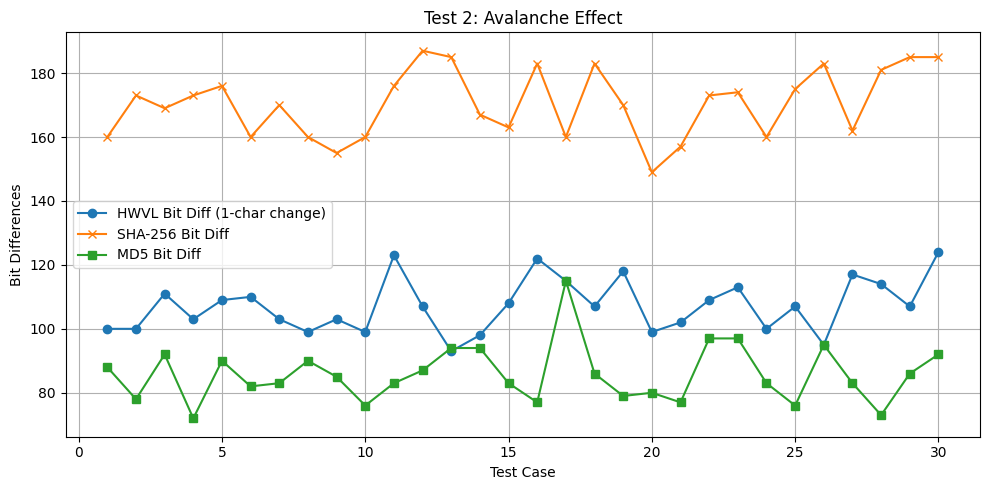 Test 2: Avalanche Effect
Bit Differences
180
160
140
120
100
80
HWVL Bit Diff (1-char change)
SHA-256 Bit Diff
MD5 Bit Diff
0 5 10 15 20 25 30
Test Case